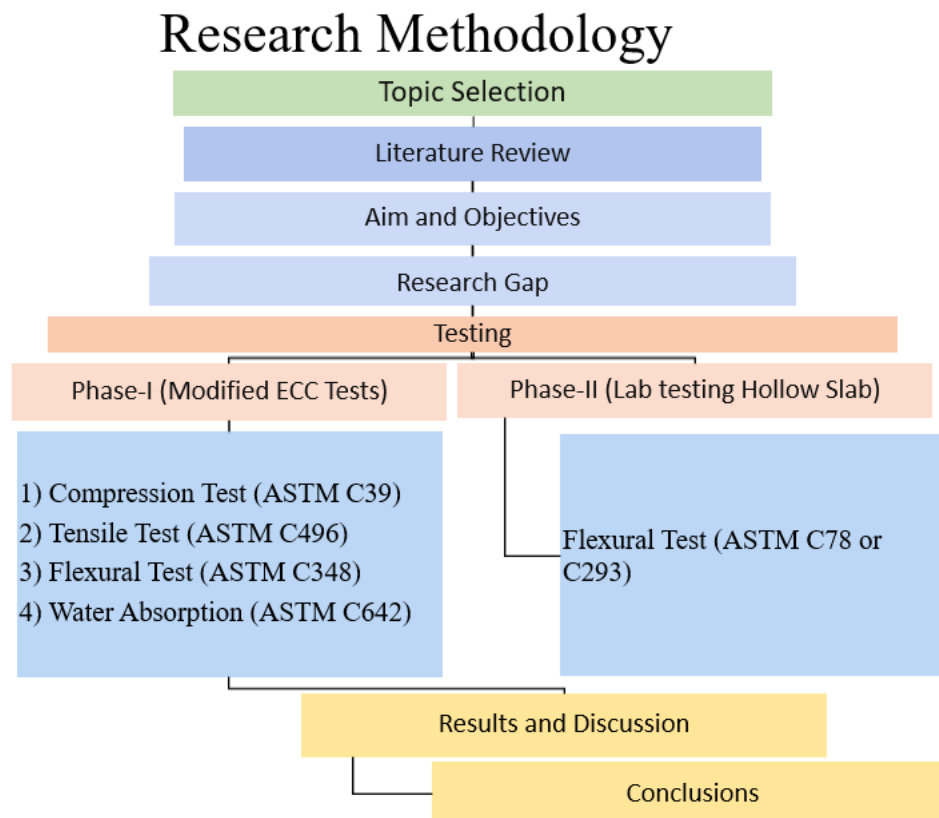 Research Methodology
Topic Selection
Literature Review
Aim and Objectives
Research Gap
Testing
Phase-I (Modified ECC Tests)
Phase-II (Lab testing Hollow Slab)
1) Compression Test (ASTM C39)
2) Tensile Test (ASTM C496)
3) Flexural Test (ASTM C348)
4) Water Absorption (ASTM C642)
Flexural Test (ASTM C78 or
C293)
Results and Discussion
Conclusions